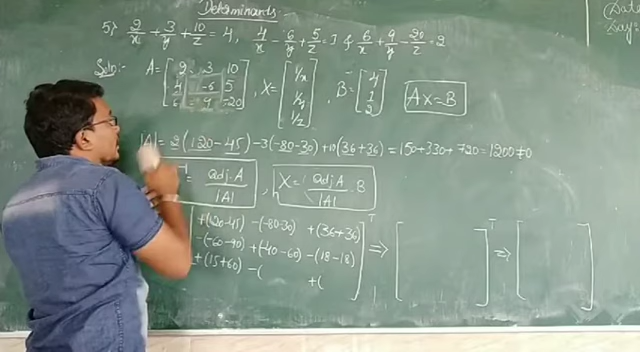 Determinants
5) 2/x + 3/y + 10/z = 4, 4/x - 6/y + 5/z = 1 & 6/x + 9/y - 20/z = 2
Soln:- A = [2 3 10; 4 -6 5; 6 9 -20], X = [1/x; 1/y; 1/z], B = [4; 1; 2] AX = B
|A| = 2(120-45) -3(-80-30) +10(36+36) = 150+330+720 = 1200 ≠ 0
-1 = adj.A/|A| , X = adj A/|A| . B
+(120-45) -(-80-30) +(36+36) T ⇒ [ ] T ⇒ [ ]
-(-60-90) +(-40-60) -(18-18)
+(15+60) -( +(